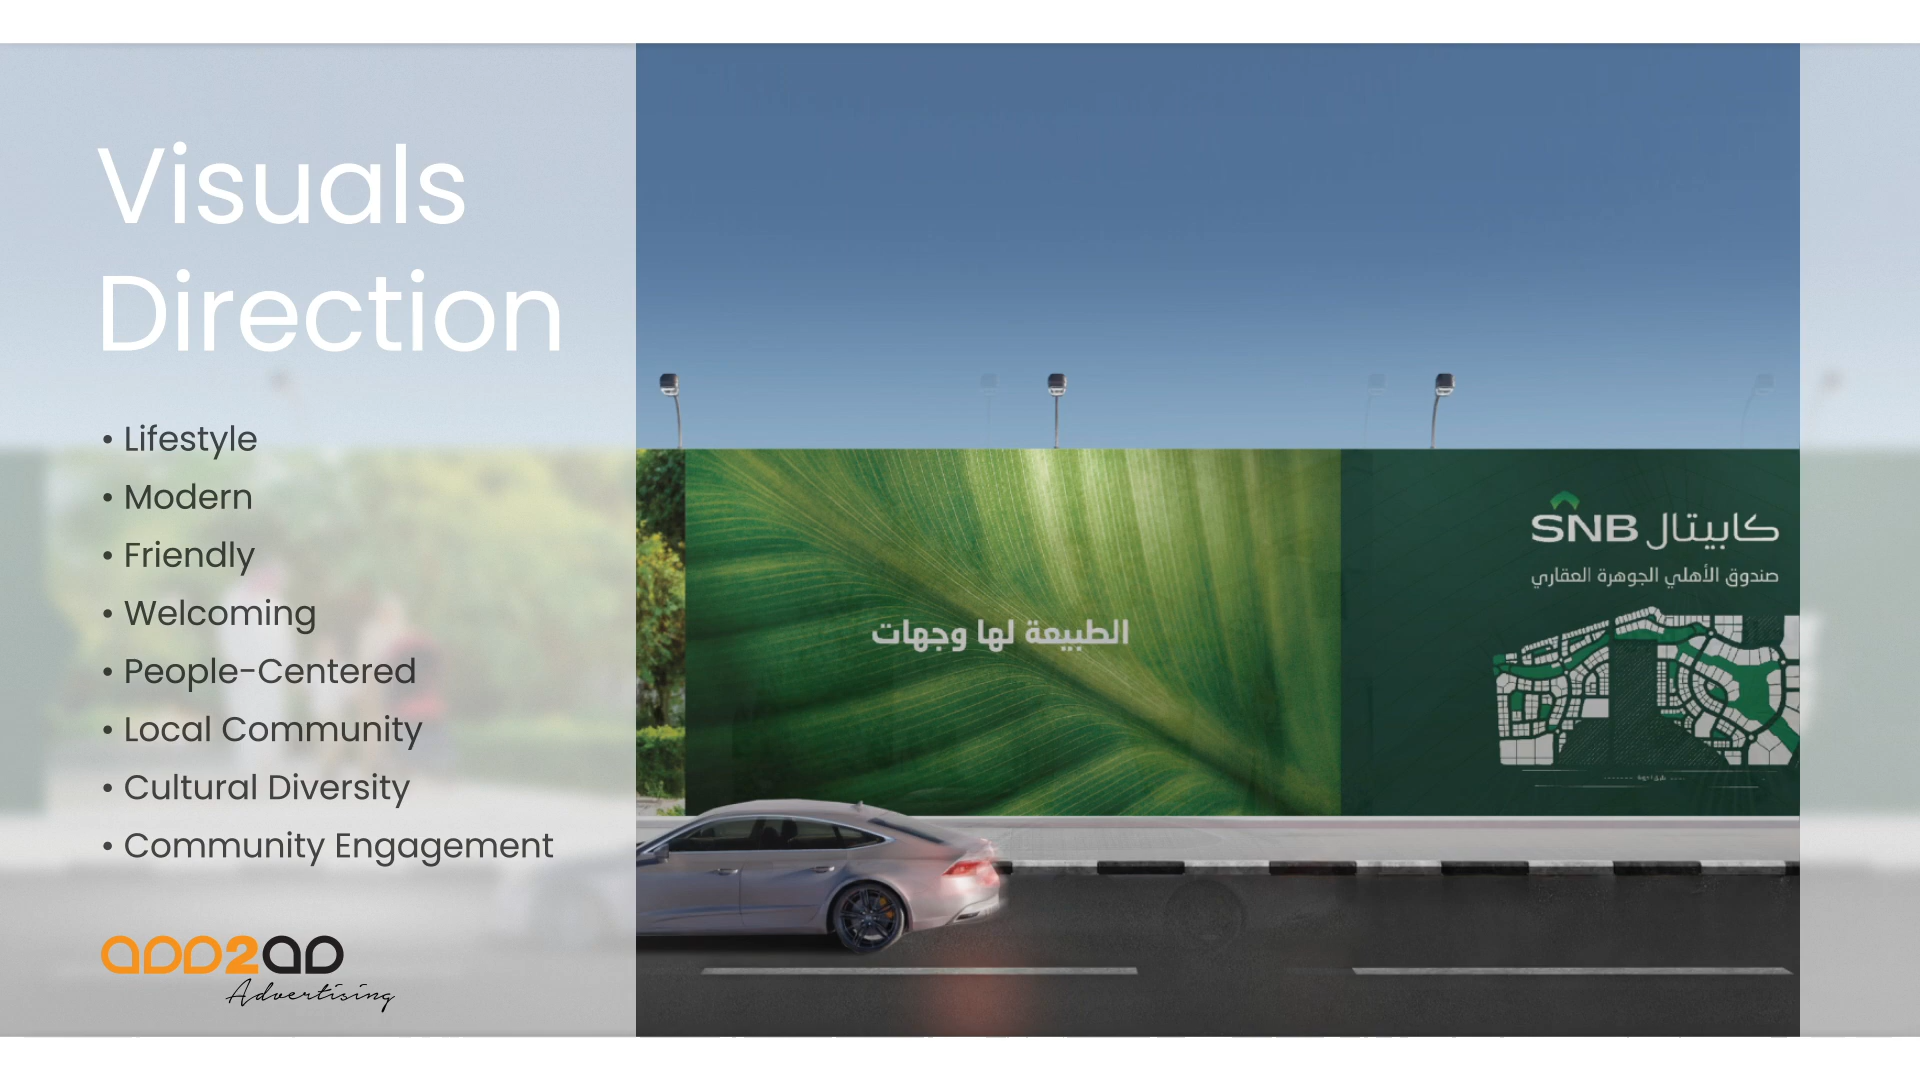 Visuals
Direction
• Lifestyle
• Modern
• Friendly
• Welcoming
• People-Centered
• Local Community
• Cultural Diversity
• Community Engagement
add2ad
Advertising
الطبيعة لها وجهات
كابيتال SNB
صندوق الأهلي الجوهرة العقاري